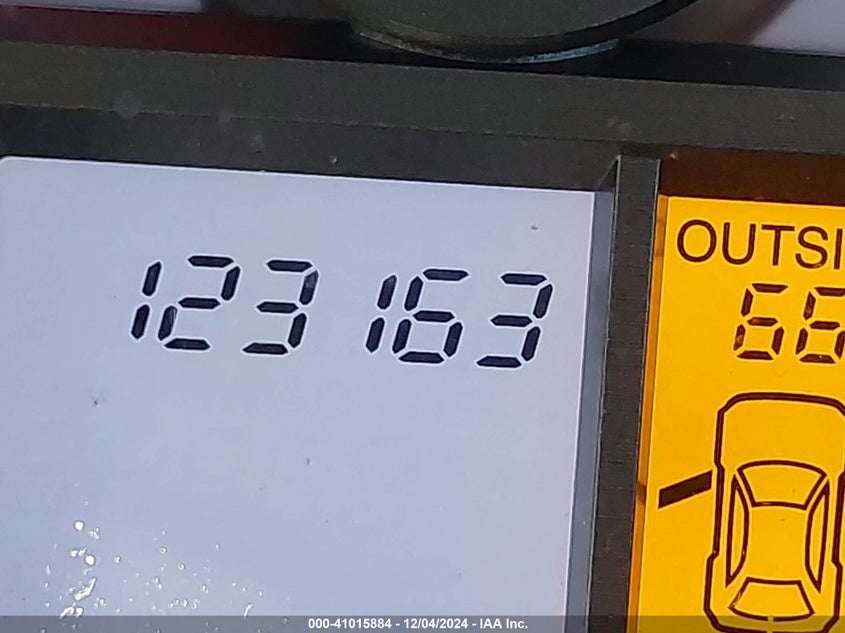 123163
OUTSI
66
000-41015884 - 12/04/2024 - IAA Inc.